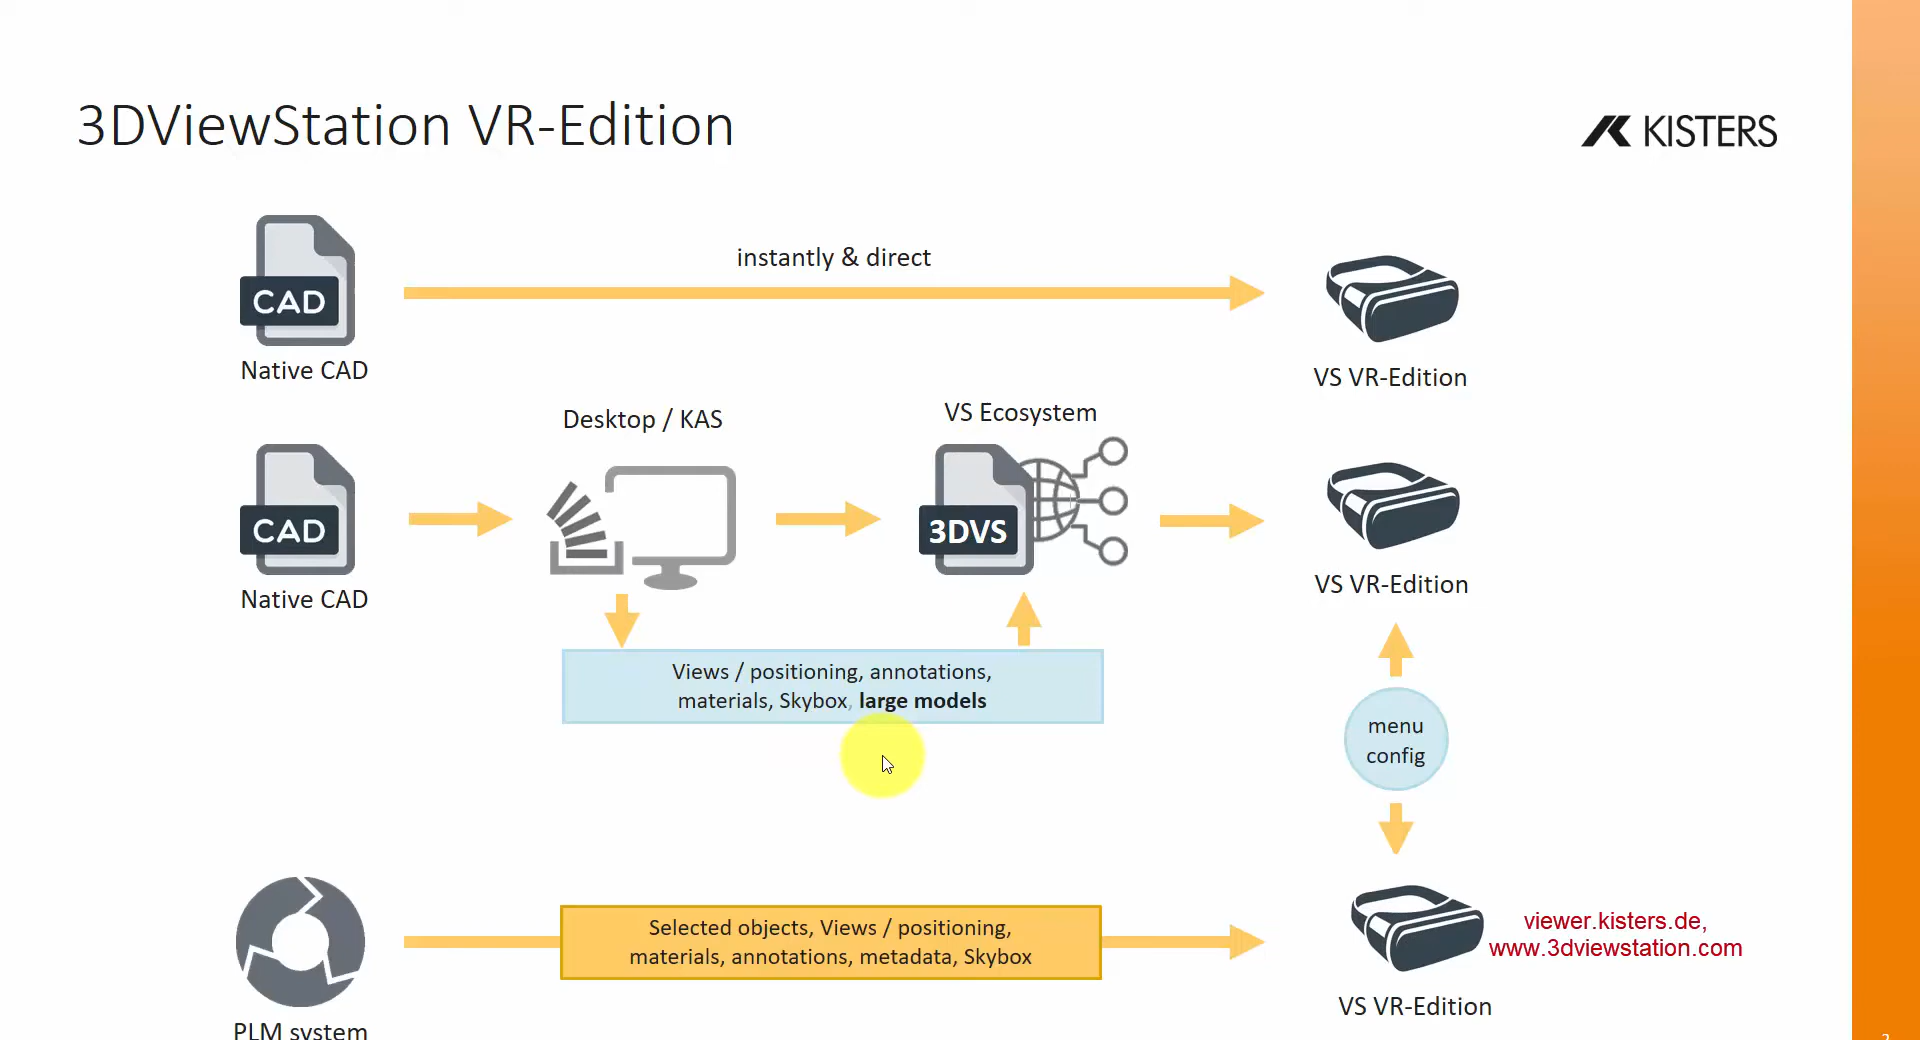 3DViewStation VR-Edition
KISTERS
instantly & direct
CAD
Native CAD
VS VR-Edition
Desktop / KAS
VS Ecosystem
CAD
3DVS
Native CAD
VS VR-Edition
Views / positioning, annotations,
materials, Skybox, large models
menu
config
Selected objects, Views / positioning,
materials, annotations, metadata, Skybox
viewer.kisters.de,
www.3dviewstation.com
VS VR-Edition
PLM system